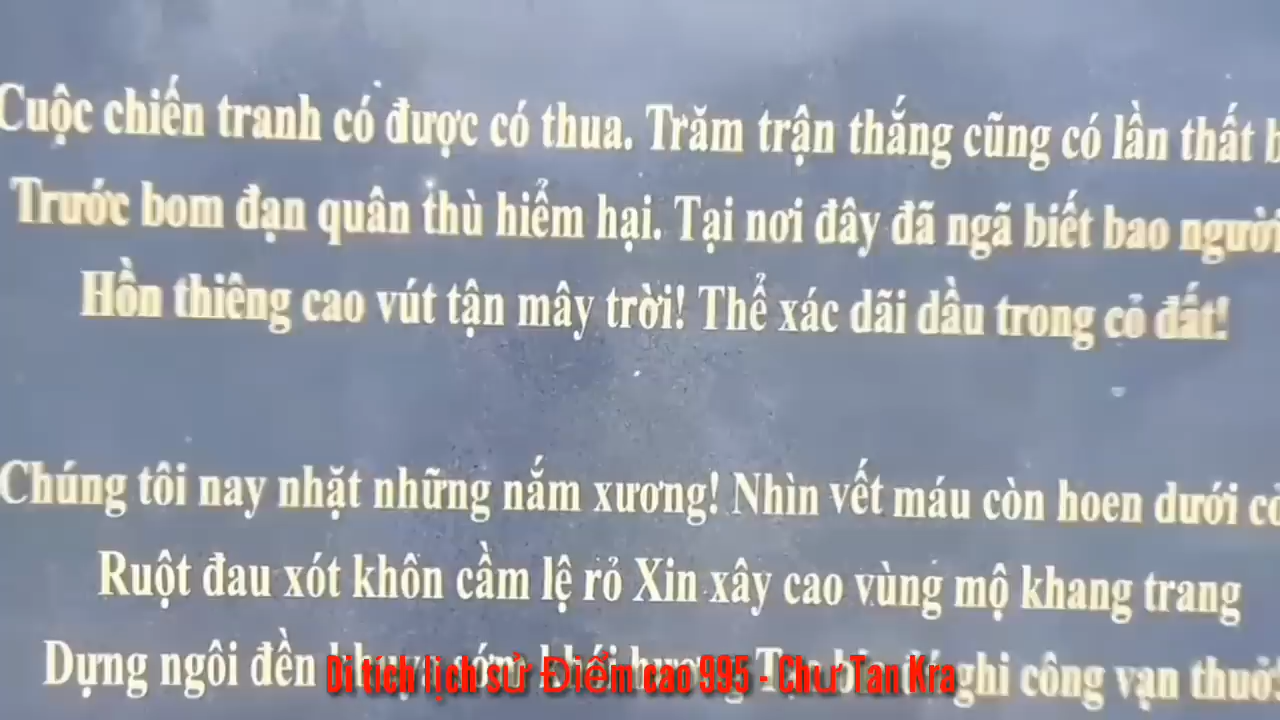 Cuộc chiến tranh có được có thua. Trăm trận thắng cũng có lần thất
Trước bom đạn quân thù hiểm hại. Tại nơi đây đã ngã biết bao người
Hồn thiêng cao vút tận mây trời! Thể xác dãi dầu trong cỏ đất!
Chúng tôi nay nhặt những nắm xương! Nhìn vết máu còn hoen dưới
Ruột đau xót khôn cầm lệ rỏ Xin xây cao vùng mộ khang trang
Dựng ngôi đền ghi công vạn thuở
Di tích lịch sử Điểm cao 995 - Chư Tan Kra